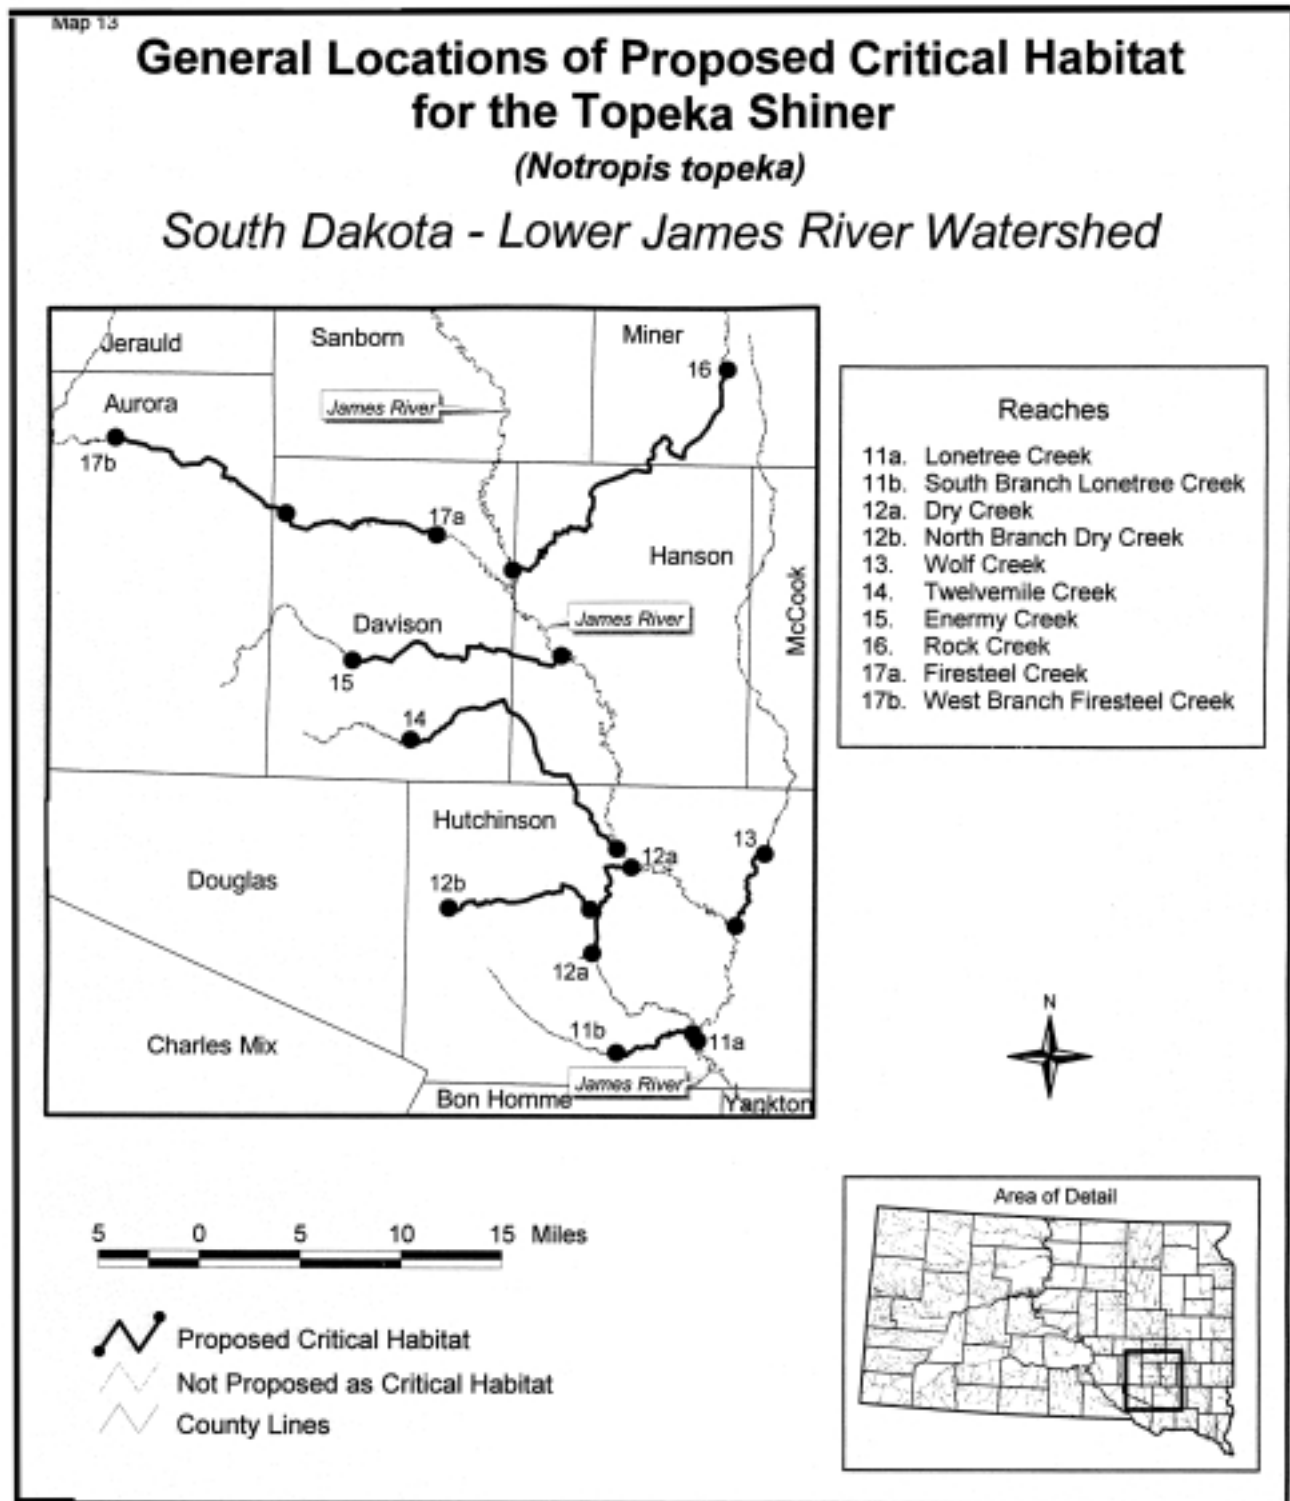 Map 13
General Locations of Proposed Critical Habitat
for the Topeka Shiner
(Notropis topeka)
South Dakota - Lower James River Watershed
Jerauld
Sanborn
Miner
16
James River
Aurora
17b
17a
Hanson
McCook
James River
Davison
15
14
Hutchinson
13
12a
12b
Douglas
12a
11b
11a
Charles Mix
James River
Bon Homme
Yankton
Reaches
11a. Lonetree Creek
11b. South Branch Lonetree Creek
12a. Dry Creek
12b. North Branch Dry Creek
13. Wolf Creek
14. Twelvemile Creek
15. Enermy Creek
16. Rock Creek
17a. Firesteel Creek
17b. West Branch Firesteel Creek
N
5 0 5 10 15 Miles
Proposed Critical Habitat
Not Proposed as Critical Habitat
County Lines
Area of Detail